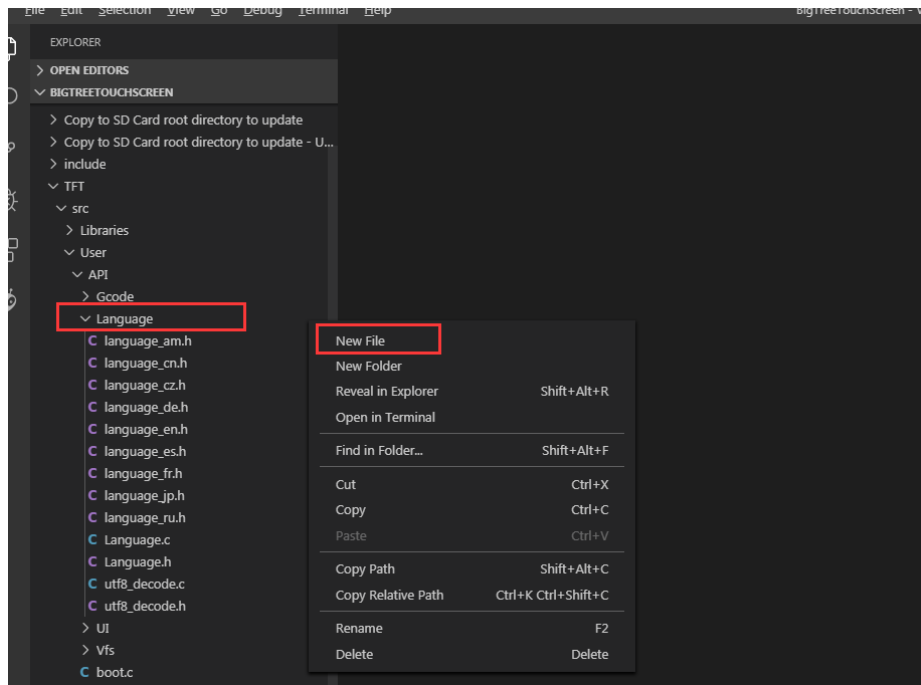 File Edit Selection View Go Debug Terminal Help BigTreeTouchScreen - V
EXPLORER
OPEN EDITORS
BIGTREETOUCHSCREEN
Copy to SD Card root directory to update
Copy to SD Card root directory to update - U...
include
TFT
src
Libraries
User
API
Gcode
Language
C language_am.h
C language_cn.h
C language_cz.h
C language_de.h
C language_en.h
C language_es.h
C language_fr.h
C language_jp.h
C language_ru.h
C Language.c
C Language.h
C utf8_decode.c
C utf8_decode.h
UI
Vfs
C boot.c
New File
New Folder
Reveal in Explorer Shift+Alt+R
Open in Terminal
Find in Folder... Shift+Alt+F
Cut Ctrl+X
Copy Ctrl+C
Paste Ctrl+V
Copy Path Shift+Alt+C
Copy Relative Path Ctrl+K Ctrl+Shift+C
Rename F2
Delete Delete